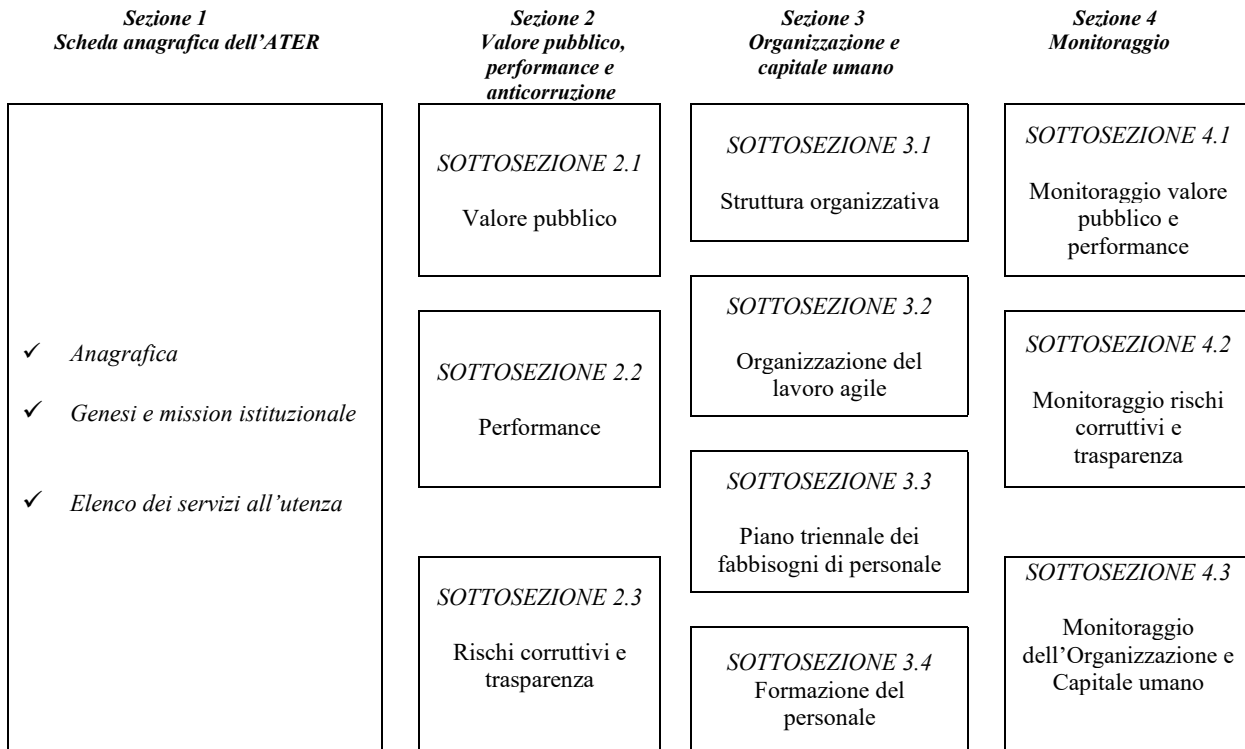 Sezione 1
Scheda anagrafica dell’ATER
Sezione 2
Valore pubblico,
performance e
anticorruzione
Sezione 3
Organizzazione e
capitale umano
Sezione 4
Monitoraggio
✓ Anagrafica
✓ Genesi e mission istituzionale
✓ Elenco dei servizi all’utenza
SOTTOSEZIONE 2.1
Valore pubblico
SOTTOSEZIONE 2.2
Performance
SOTTOSEZIONE 2.3
Rischi corruttivi e
trasparenza
SOTTOSEZIONE 3.1
Struttura organizzativa
SOTTOSEZIONE 3.2
Organizzazione del
lavoro agile
SOTTOSEZIONE 3.3
Piano triennale dei
fabbisogni di personale
SOTTOSEZIONE 3.4
Formazione del
personale
SOTTOSEZIONE 4.1
Monitoraggio valore
pubblico e
performance
SOTTOSEZIONE 4.2
Monitoraggio rischi
corruttivi e
trasparenza
SOTTOSEZIONE 4.3
Monitoraggio
dell’Organizzazione e
Capitale umano